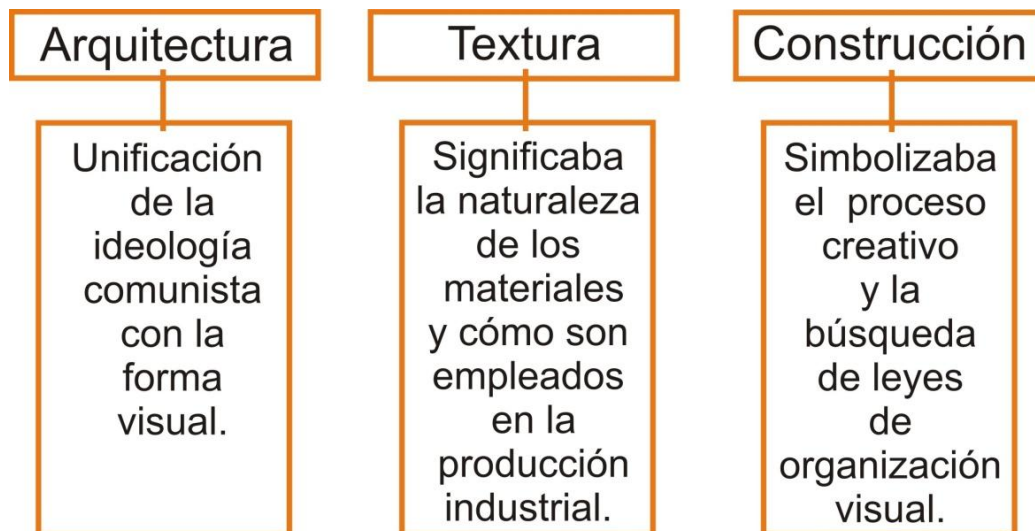 Arquitectura
Unificación
de la
ideología
comunista
con la
forma
visual.
Textura
Significaba
la naturaleza
de los
materiales
y cómo son
empleados
en la
producción
industrial.
Construcción
Simbolizaba
el proceso
creativo
y la
búsqueda
de leyes
de
organización
visual.